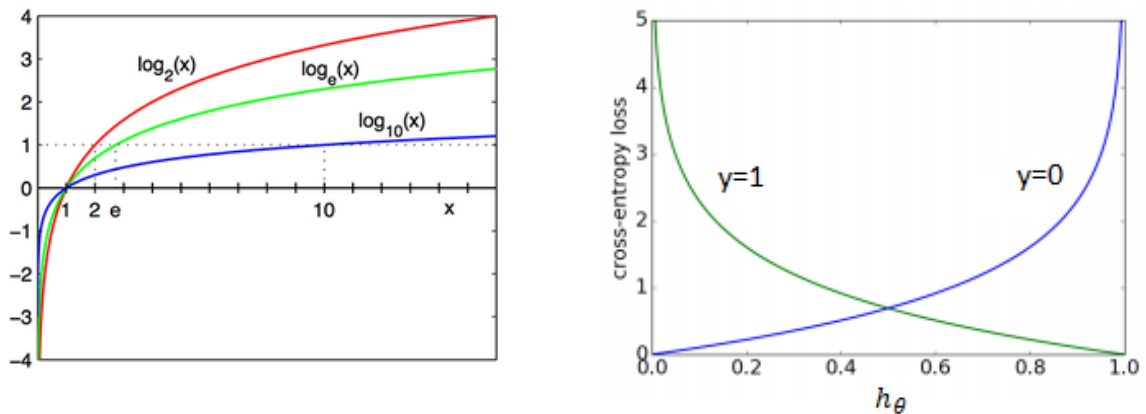 4
3
2
1
0
−1
−2
−3
−4
log2(x)
loge(x)
log10(x)
1 2 e 10 x
5
4
3
2
1
0
cross-entropy loss
y=1 y=0
0.0 0.2 0.4 0.6 0.8 1.0
hθ